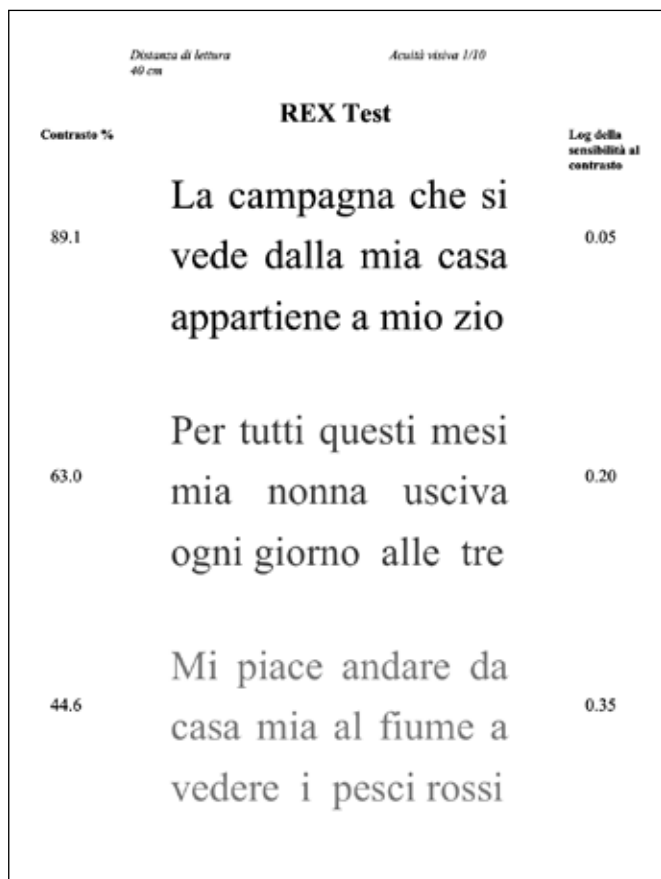 Distanza di lettura
40 cm
Acuità visiva 1/10
REX Test
Contrasto %
Log della
sensibilità al
contrasto
89.1
La campagna che si
vede dalla mia casa
appartiene a mio zio
0.05
63.0
Per tutti questi mesi
mia nonna usciva
ogni giorno alle tre
0.20
44.6
Mi piace andare da
casa mia al fiume a
vedere i pesci rossi
0.35